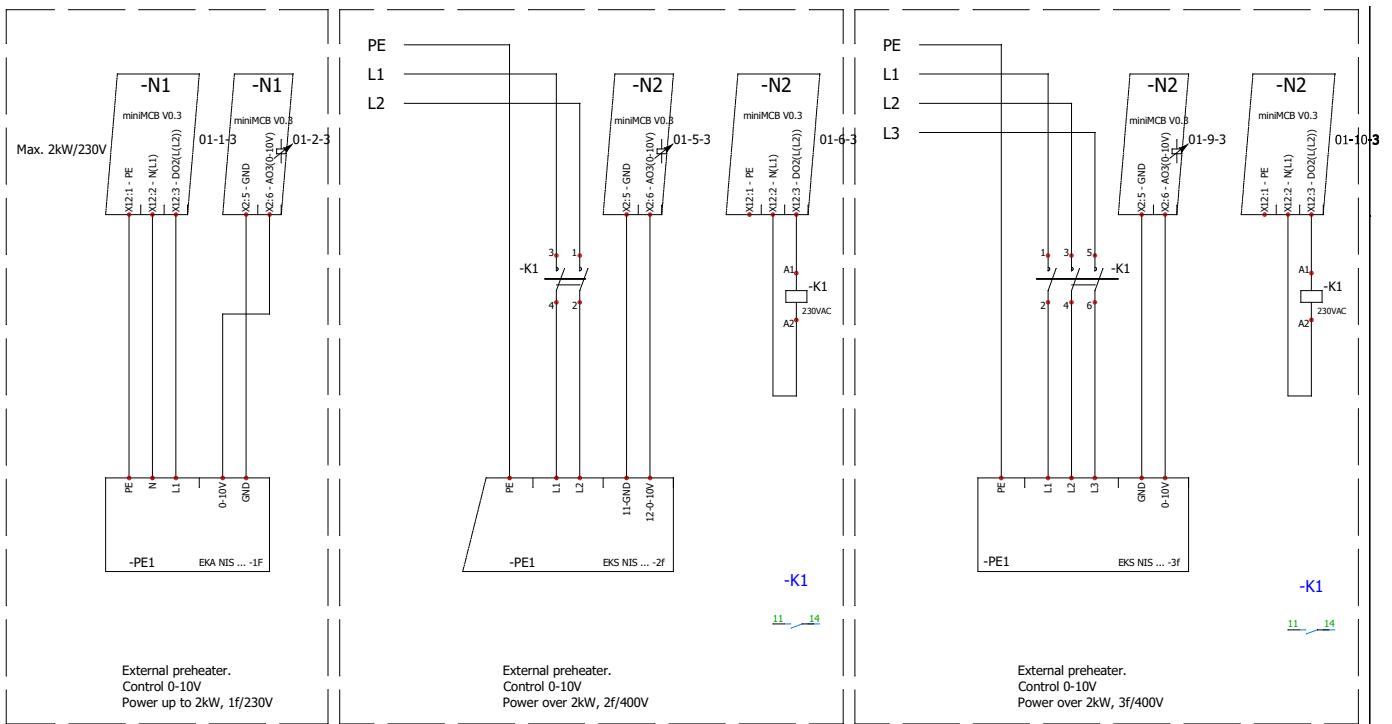 -N1
miniMCB V0.3
Max. 2kW/230V
X12:1 - PE
X12:2 - N(L1)
X12:3 - DO2(L(L2))
01-1-3
-N1
miniMCB V0.3
X2:5 - GND
X2:6 - AO3(0-10V)
01-2-3
PE
N
L1
0-10V
GND
-PE1
EKA NIS ... -1F
External preheater.
Control 0-10V
Power up to 2kW, 1f/230V
PE
L1
L2
-N2
miniMCB V0.3
X2:5 - GND
X2:6 - AO3(0-10V)
01-5-3
-N2
miniMCB V0.3
X12:1 - PE
X12:2 - N(L1)
X12:3 - DO2(L(L2))
01-6-3
3
1
-K1
4
2
A1
-K1
230VAC
A2
PE
L1
L2
11-GND
12-0-10V
-PE1
EKS NIS ... -2f
-K1
11 14
External preheater.
Control 0-10V
Power over 2kW, 2f/400V
PE
L1
L2
L3
-N2
miniMCB V0.3
X2:5 - GND
X2:6 - AO3(0-10V)
01-9-3
-N2
miniMCB V0.3
X12:1 - PE
X12:2 - N(L1)
X12:3 - DO2(L(L2))
01-10-3
1
3
5
-K1
2
4
6
A1
-K1
230VAC
A2
PE
L1
L2
L3
GND
0-10V
-PE1
EKS NIS ... -3f
-K1
11 14
External preheater.
Control 0-10V
Power over 2kW, 3f/400V